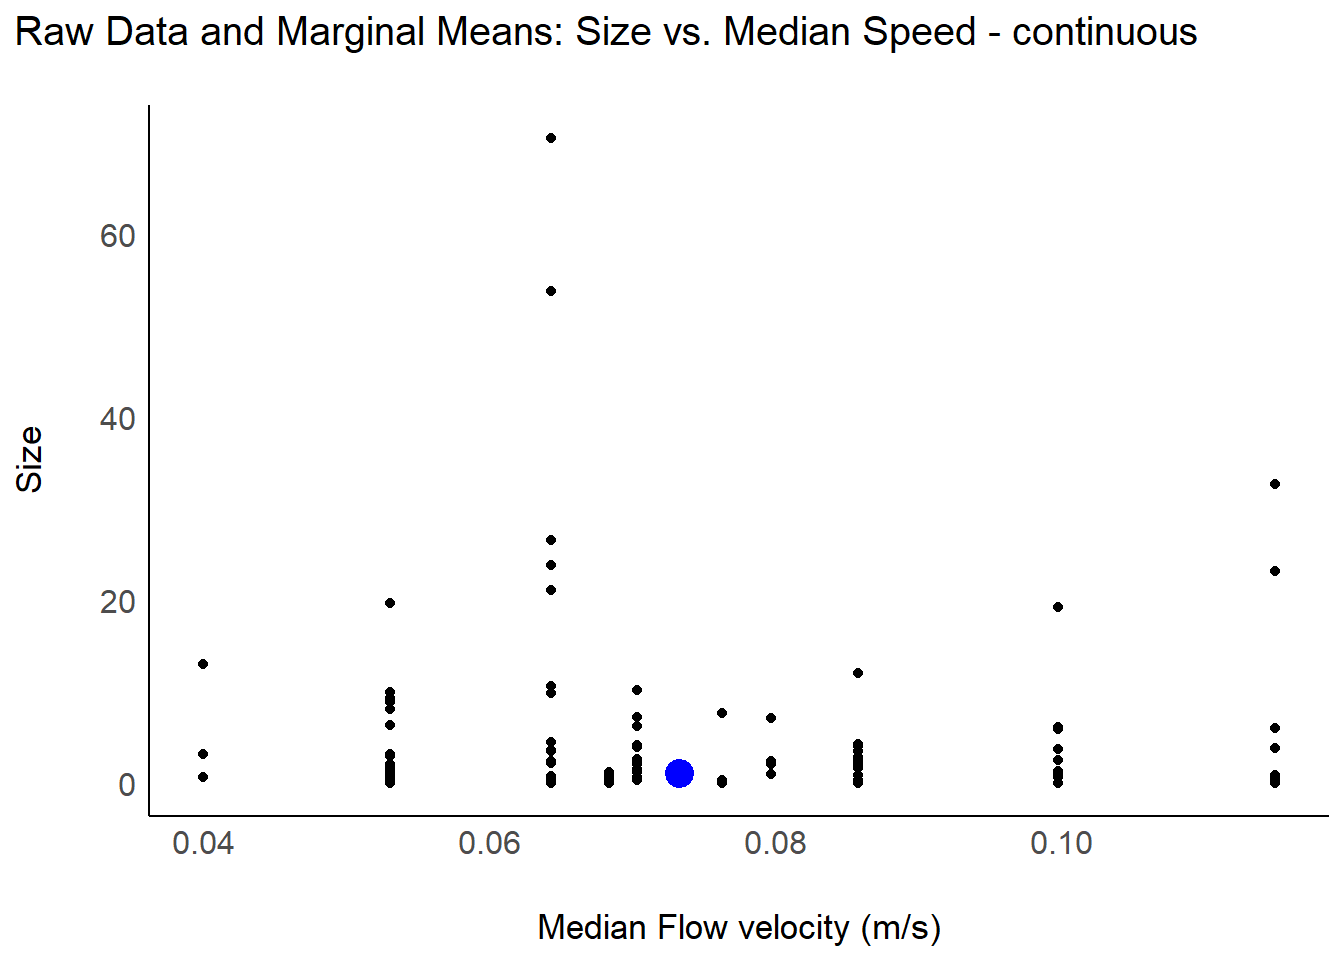 Raw Data and Marginal Means: Size vs. Median Speed - continuous
60
40
20
0
Size
0.04 0.06 0.08 0.10
Median Flow velocity (m/s)